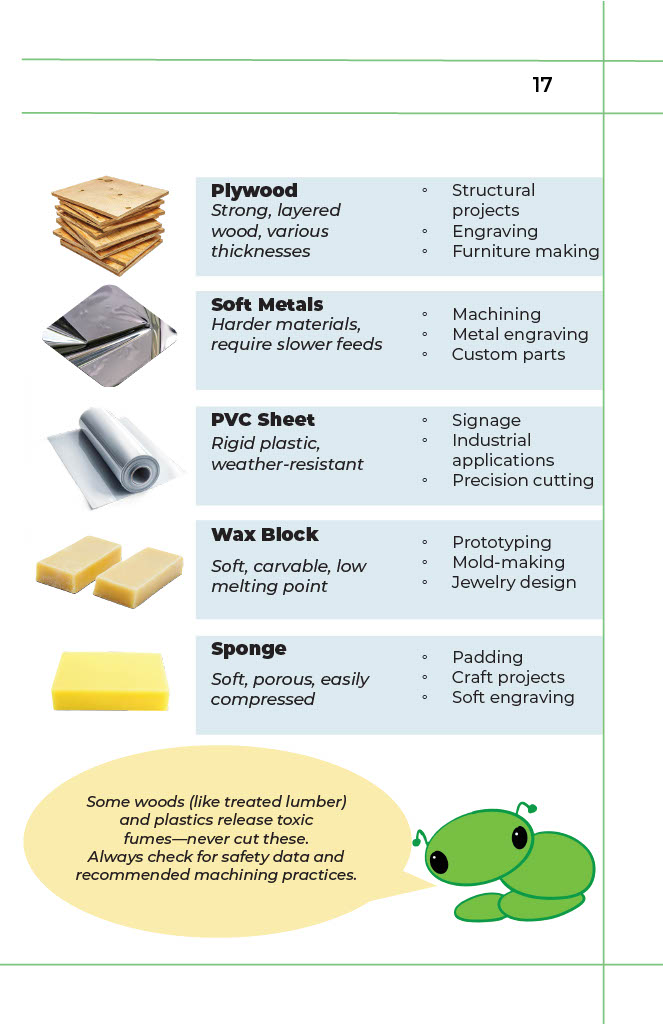 17
Plywood
Strong, layered
wood, various
thicknesses
◦ Structural
projects
◦ Engraving
◦ Furniture making
Soft Metals
Harder materials,
require slower feeds
◦ Machining
◦ Metal engraving
◦ Custom parts
PVC Sheet
Rigid plastic,
weather-resistant
◦ Signage
◦ Industrial
applications
◦ Precision cutting
Wax Block
Soft, carvable, low
melting point
◦ Prototyping
◦ Mold-making
◦ Jewelry design
Sponge
Soft, porous, easily
compressed
◦ Padding
◦ Craft projects
◦ Soft engraving
Some woods (like treated lumber)
and plastics release toxic
fumes—never cut these.
Always check for safety data and
recommended machining practices.